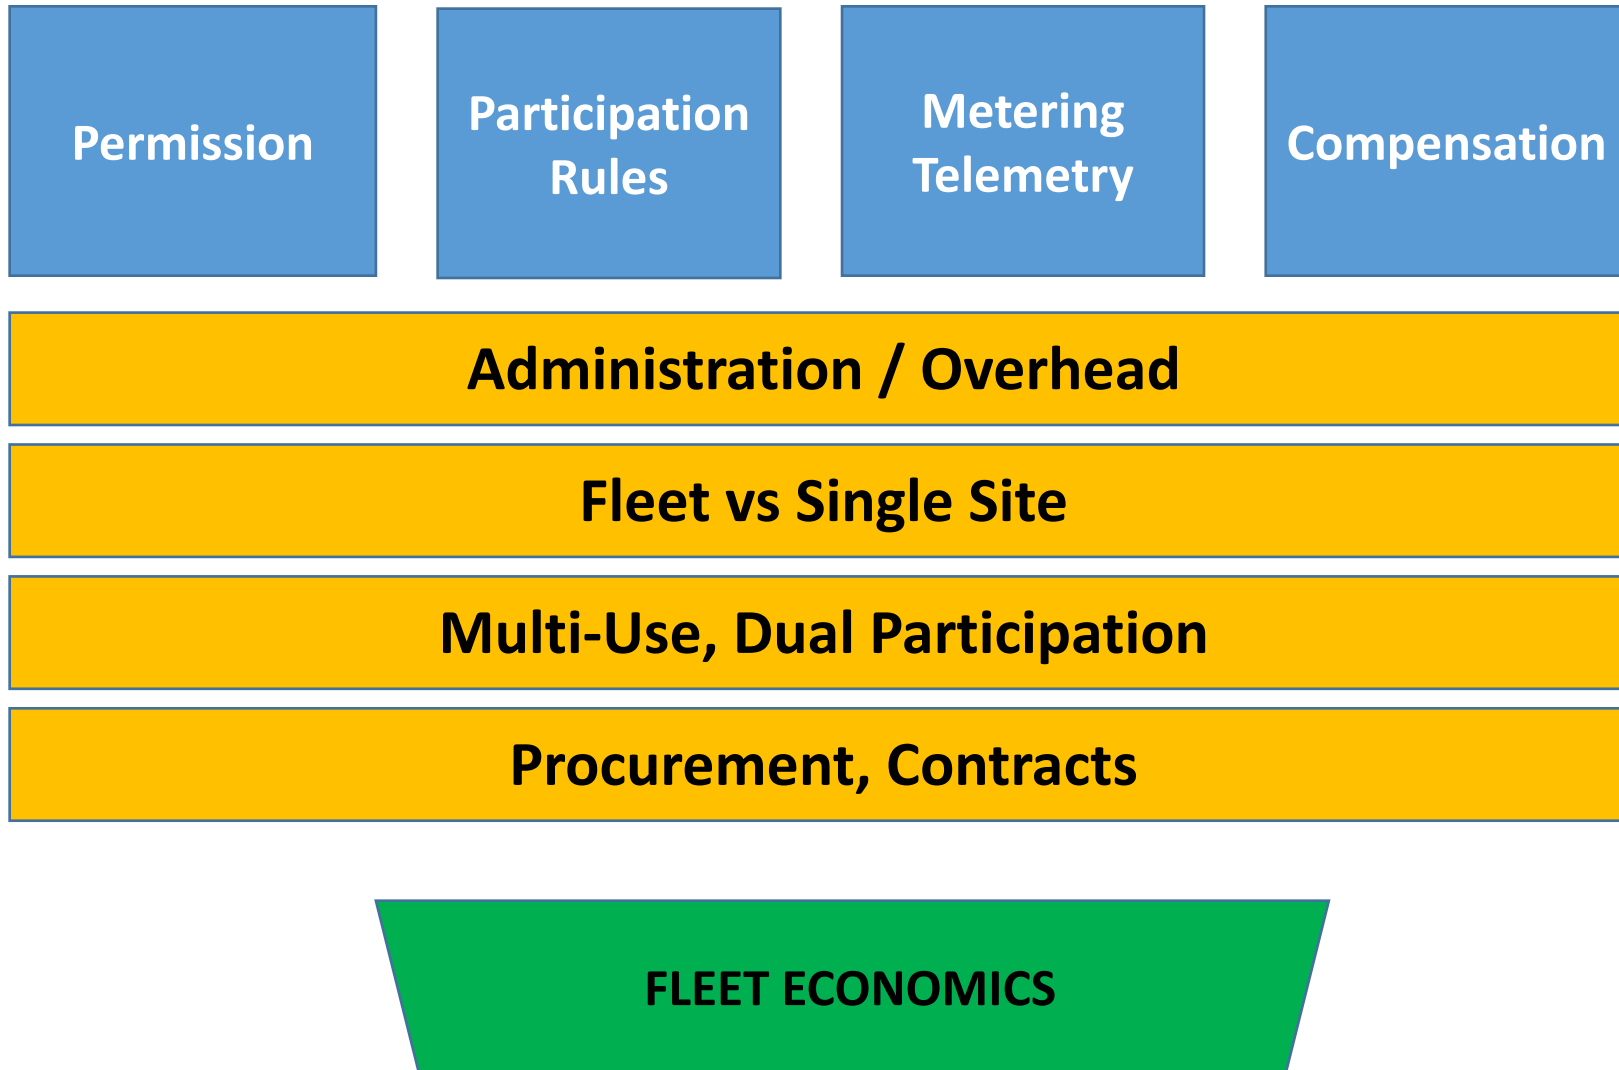 Permission
Participation
Rules
Metering
Telemetry
Compensation
Administration / Overhead
Fleet vs Single Site
Multi-Use, Dual Participation
Procurement, Contracts
FLEET ECONOMICS